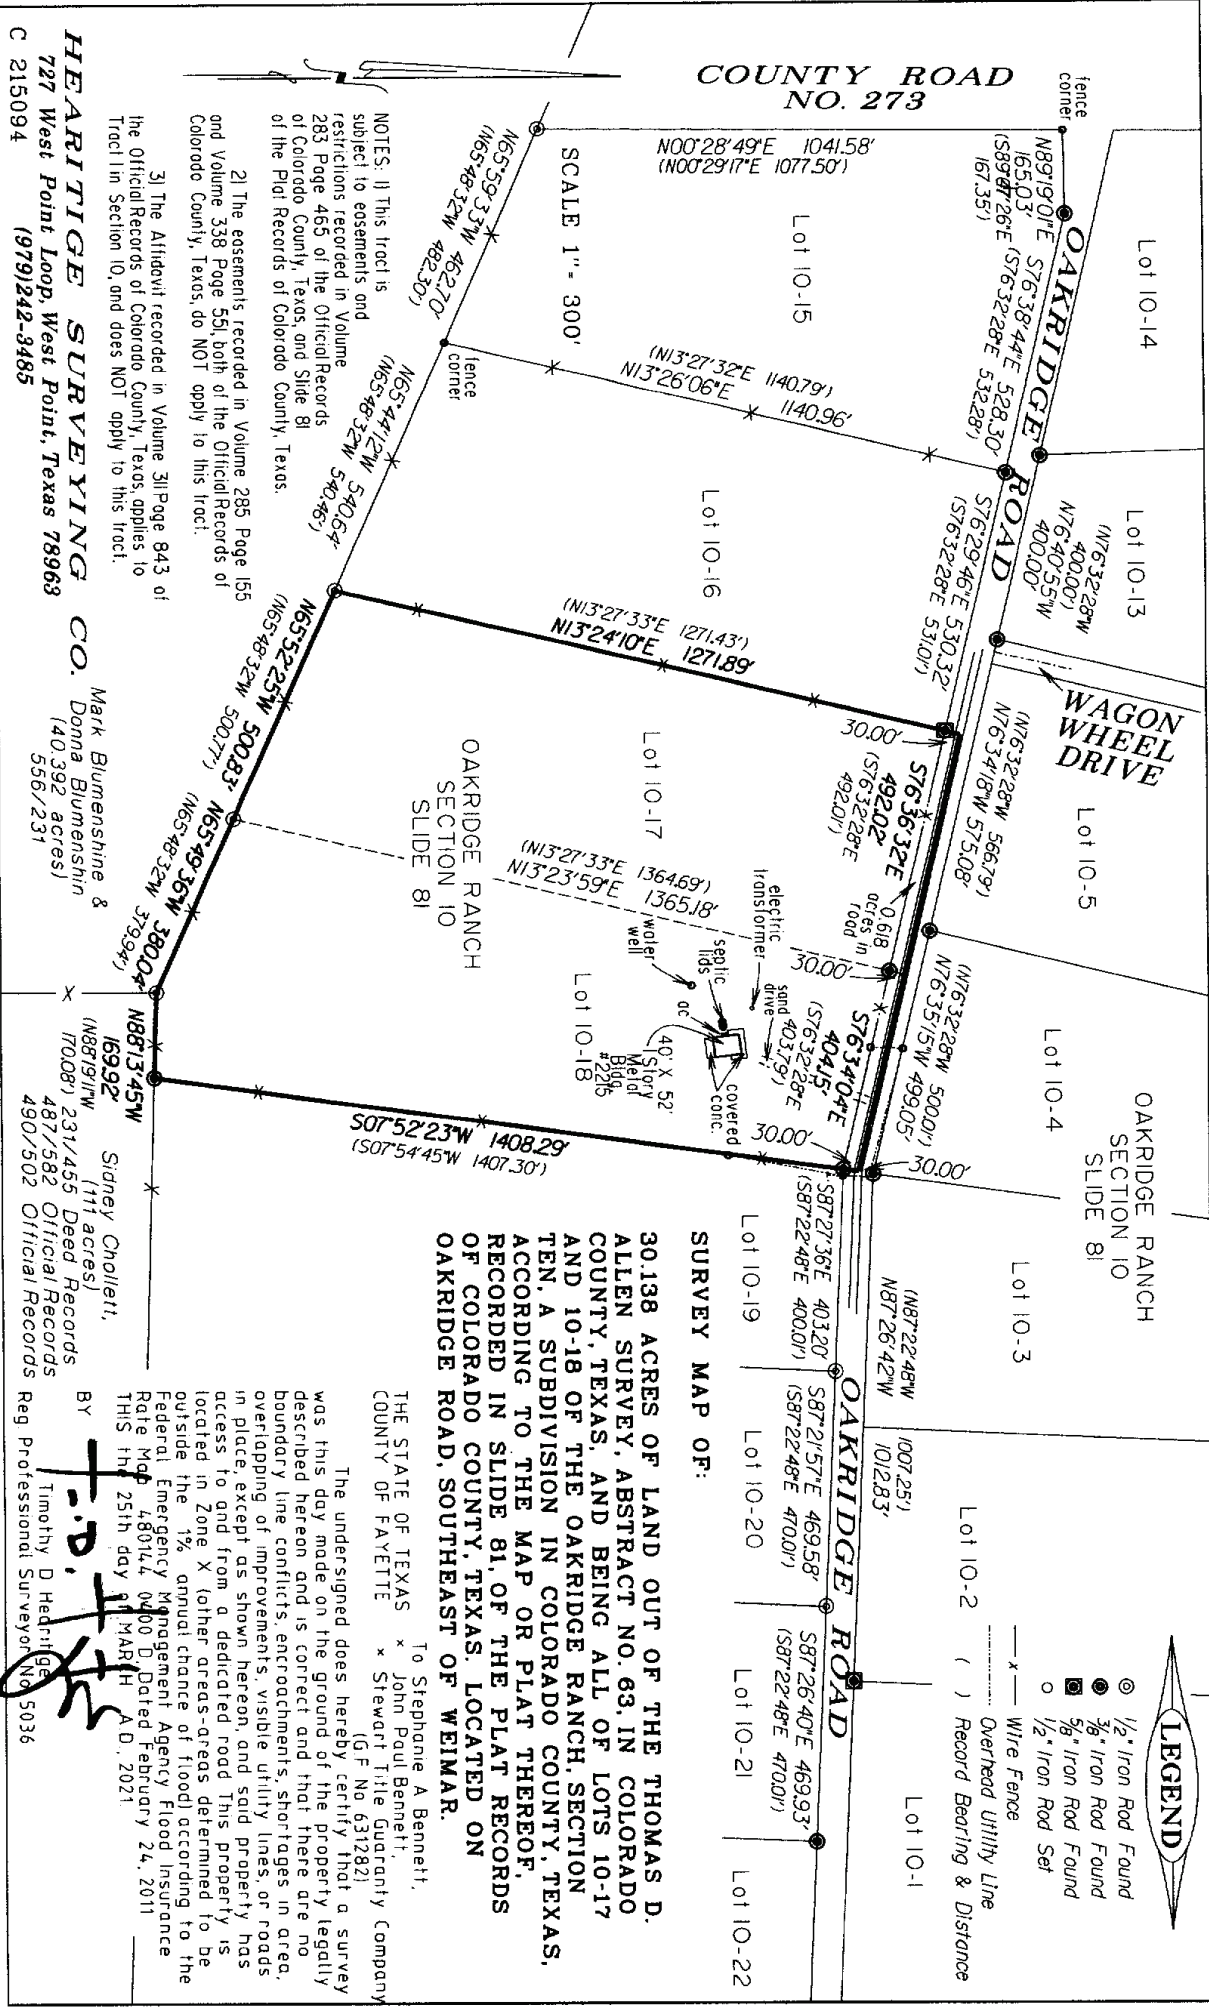 COUNTY ROAD
NO. 273
fence
corner
N00°28'49"E 1041.58'
(N00°29'17"E 1077.50')
N89°19'01"E
165.03'
167.35')
S76°38'44"E 528.30'
(S76°32'28"E 532.28')
OAKRIDGE ROAD
Lot 10-14
Lot 10-13
(N76°32'28"W
400.00')
N76°40'55"W
400.00'
S76°29'46"E 530.32'
(S76°32'28"E 531.01')
WAGON
WHEEL
DRIVE
(N76°32'28"W 566.79')
N76°34'18"W 575.08'
Lot 10-5
(N76°32'28"W 500.01')
N76°35'15"W 499.05'
Lot 10-4
OAKRIDGE RANCH
SECTION 10
SLIDE 81
Lot 10-3
(N87°22'48"W 1007.25')
N87°26'42"W 1012.83'
Lot 10-2
Lot 10-1
LEGEND
1/2" Iron Rod Found
3/8" Iron Rod Found
5/8" Iron Rod Found
1/2" Iron Rod Set
Wire Fence
Overhead Utility Line
( ) Record Bearing & Distance
SCALE 1"= 300'
Lot 10-15
(N13°27'32"E 1140.79')
N13°26'06"E 1140.96'
Lot 10-16
(N13°27'33"E 1271.43')
N13°24'10"E 1271.89'
30.00'
S76°36'32"E
492.02'
(S76°32'28"E
492.01')
0.618
acres in
road
Lot 10-17
OAKRIDGE RANCH
SECTION 10
SLIDE 81
(N13°27'33"E 1364.69')
N13°23'59"E 1365.18'
30.00'
S76°34'04"E
404.15'
(S76°32'28"E
403.79')
electric
transformer
sand
drive
septic
lids
water
well
ac
covered
conc.
40' X 52'
1 Story
Metal
Bldg.
#2215
Lot 10-18
30.00'
30.00'
S07°52'23"W 1408.29'
(S07°54'45"W 1407.30')
S87°27'36"E 403.20'
(S87°22'48"E 400.01')
Lot 10-19
OAKRIDGE ROAD
S87°21'57"E 469.58'
(S87°22'48"E 470.01')
Lot 10-20
S87°26'40"E 469.93'
(S87°22'48"E 470.01')
Lot 10-21
Lot 10-22
N65°59'33"W 462.70'
(N65°48'32"W 482.30')
fence
corner
N65°44'12"W 540.64'
(N65°48'32"W 540.46')
N65°52'25"W 500.83'
(N65°48'32"W 500.77')
N65°49'36"W 380.04'
(N65°48'32"W 379.94')
N88°13'45"W
169.92'
(N88°19'11"W
170.08')
Mark Blumenshine &
Donna Blumenshin
(40.392 acres)
556/231
Sidney Chollett,
(111 acres)
231/455 Deed Records
487/582 Official Records
490/502 Official Records
NOTES: 1) This tract is
subject to easements and
restrictions recorded in Volume
283 Page 465 of the Official Records
of Colorado County, Texas, and Slide 81
of the Plat Records of Colorado County, Texas.
2) The easements recorded in Volume 285 Page 155
and Volume 338 Page 551, both of the Official Records of
Colorado County, Texas, do NOT apply to this tract.
3) The Affidavit recorded in Volume 311 Page 843 of
the Official Records of Colorado County, Texas, applies to
Tract 1 in Section 10, and does NOT apply to this tract.
HEARITIGE SURVEYING CO.
727 West Point Loop, West Point, Texas 78963
C 215094 (979)242-3485
SURVEY MAP OF:
30.138 ACRES OF LAND OUT OF THE THOMAS D.
ALLEN SURVEY, ABSTRACT NO. 63, IN COLORADO
COUNTY, TEXAS, AND BEING ALL OF LOTS 10-17
AND 10-18 OF THE OAKRIDGE RANCH, SECTION
TEN, A SUBDIVISION IN COLORADO COUNTY, TEXAS,
ACCORDING TO THE MAP OR PLAT THEREOF,
RECORDED IN SLIDE 81, OF THE PLAT RECORDS
OF COLORADO COUNTY, TEXAS. LOCATED ON
OAKRIDGE ROAD, SOUTHEAST OF WEIMAR.
To Stephanie A Bennett,
THE STATE OF TEXAS × John Paul Bennett,
COUNTY OF FAYETTE × Stewart Title Guaranty Company
(G F No 631282)
The undersigned does hereby certify that a survey
was this day made on the ground of the property legally
described hereon and is correct and that there are no
boundary line conflicts, encroachments, shortages in area,
overlapping of improvements, visible utility lines, or roads
in place, except as shown hereon, and said property has
access to and from a dedicated road This property is
located in Zone X (other areas-areas determined to be
outside the 1% annual chance of flood) according to the
Federal Emergency Management Agency Flood Insurance
Rate Map 480144 0400 D, Dated February 24, 2011
THIS the 25th day of MARCH A.D., 2021
BY
Timothy D Hearitige
Reg. Professional Surveyor No 5036